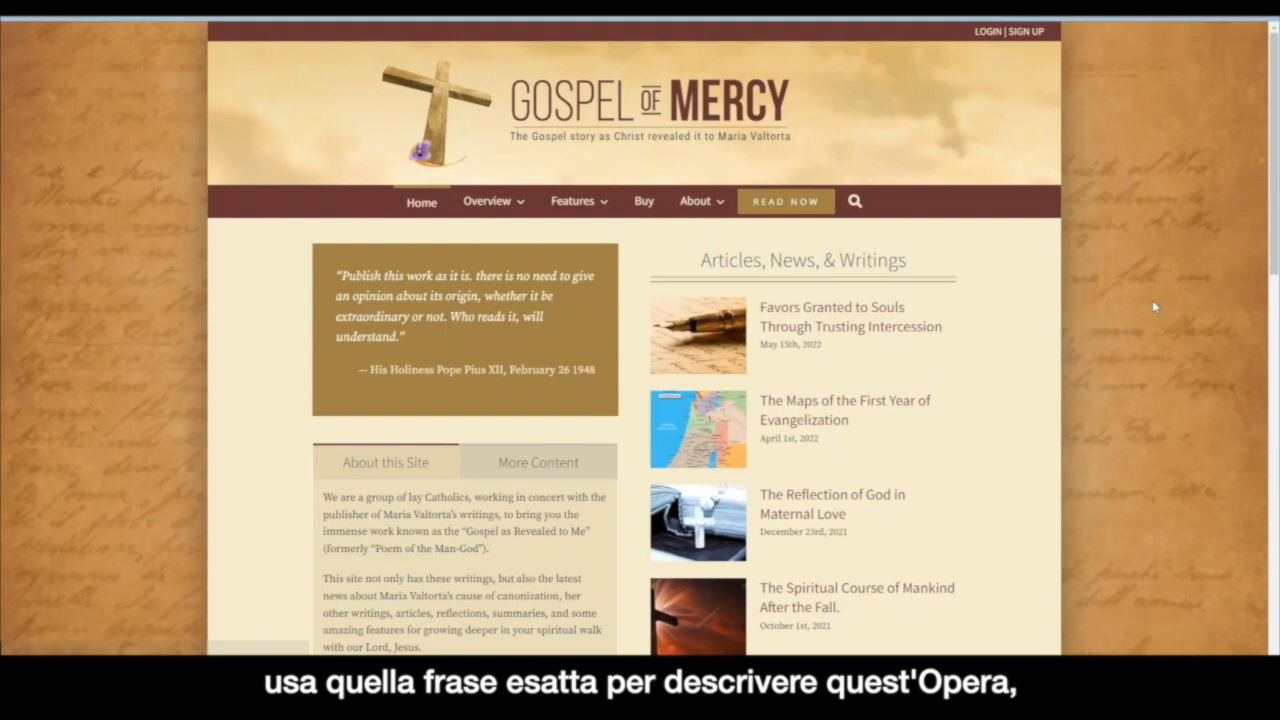 LOGIN | SIGN UP
GOSPEL OF MERCY
The Gospel story as Christ revealed it to Maria Valtorta
Home Overview Features Buy About READ NOW
“Publish this work as it is. there is no need to give
an opinion about its origin, whether it be
extraordinary or not. Who reads it, will
understand.”
— His Holiness Pope Pius XII, February 26 1948
About this Site More Content
We are a group of lay Catholics, working in concert with the
publisher of Maria Valtorta’s writings, to bring you the
immense work known as the “Gospel as Revealed to Me”
(formerly “Poem of the Man-God”).
This site not only has these writings, but also the latest
news about Maria Valtorta’s cause of canonization, her
other writings, articles, reflections, summaries, and some
amazing features for growing deeper in your spiritual walk
with our Lord, Jesus.
Articles, News, & Writings
Favors Granted to Souls
Through Trusting Intercession
May 15th, 2022
The Maps of the First Year of
Evangelization
April 1st, 2022
The Reflection of God in
Maternal Love
December 23rd, 2021
The Spiritual Course of Mankind
After the Fall.
October 1st, 2021
usa quella frase esatta per descrivere quest'Opera,